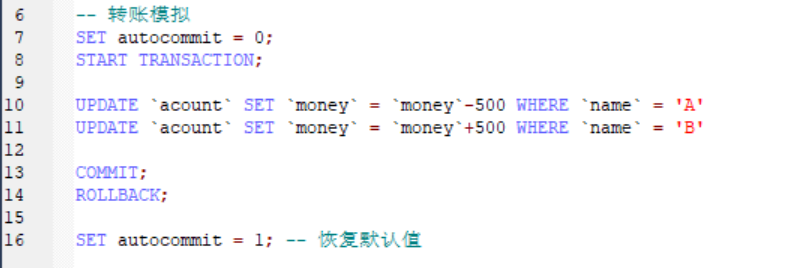 6 -- 转账模拟
7 SET autocommit = 0;
8 START TRANSACTION;
9
10 UPDATE `acount` SET `money` = `money`-500 WHERE `name` = 'A'
11 UPDATE `acount` SET `money` = `money`+500 WHERE `name` = 'B'
12
13 COMMIT;
14 ROLLBACK;
15
16 SET autocommit = 1; -- 恢复默认值